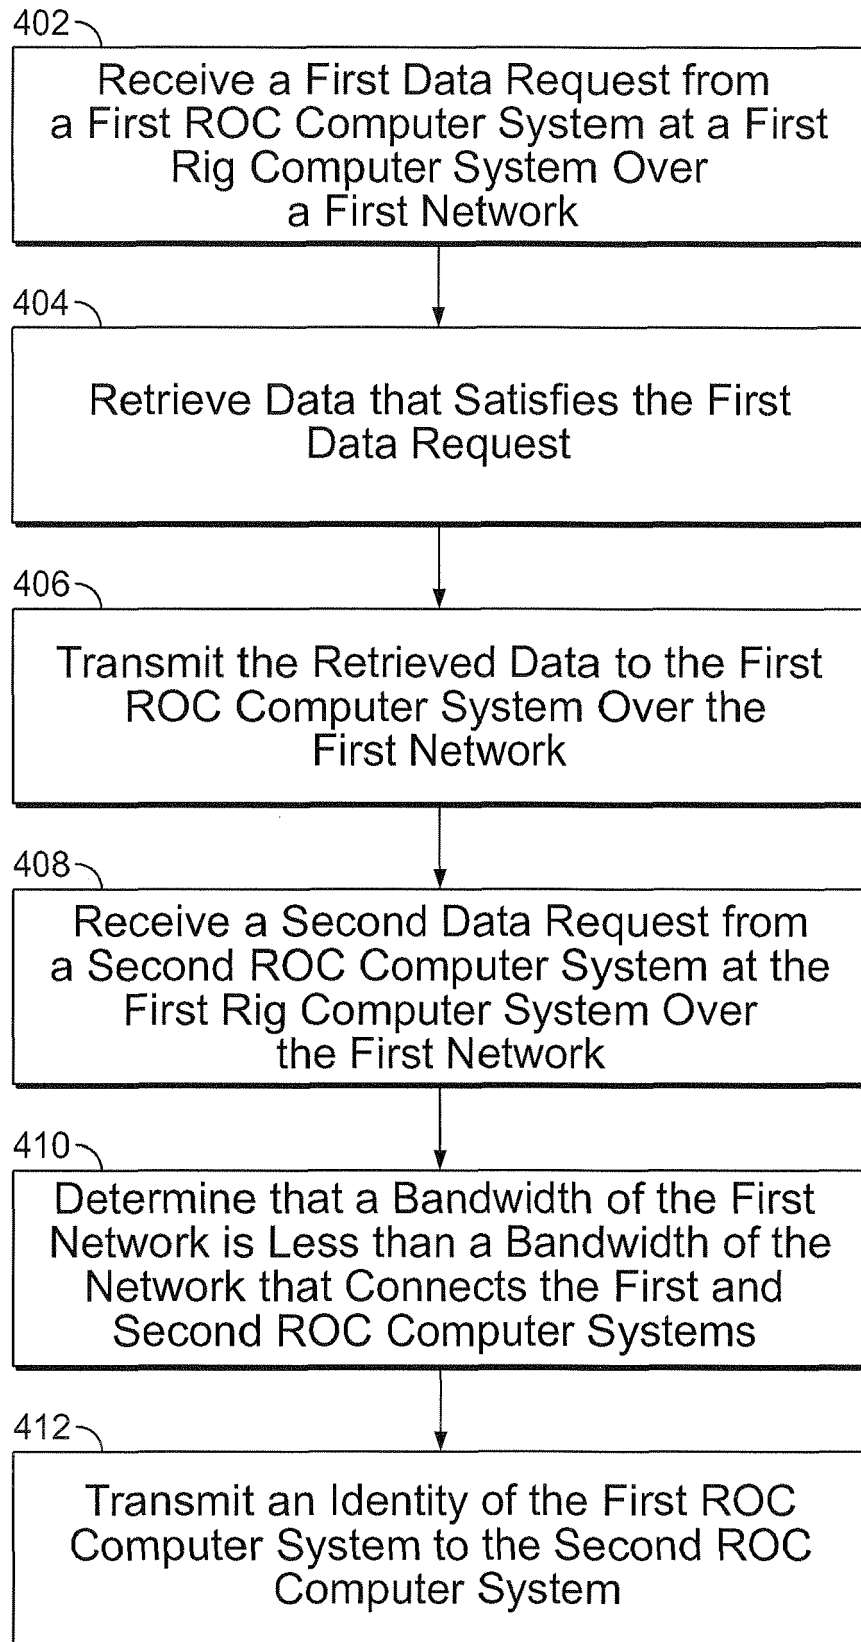 402
Receive a First Data Request from
a First ROC Computer System at a First
Rig Computer System Over
a First Network
404
Retrieve Data that Satisfies the First
Data Request
406
Transmit the Retrieved Data to the First
ROC Computer System Over the
First Network
408
Receive a Second Data Request from
a Second ROC Computer System at the
First Rig Computer System Over
the First Network
410
Determine that a Bandwidth of the First
Network is Less than a Bandwidth of the
Network that Connects the First and
Second ROC Computer Systems
412
Transmit an Identity of the First ROC
Computer System to the Second ROC
Computer System